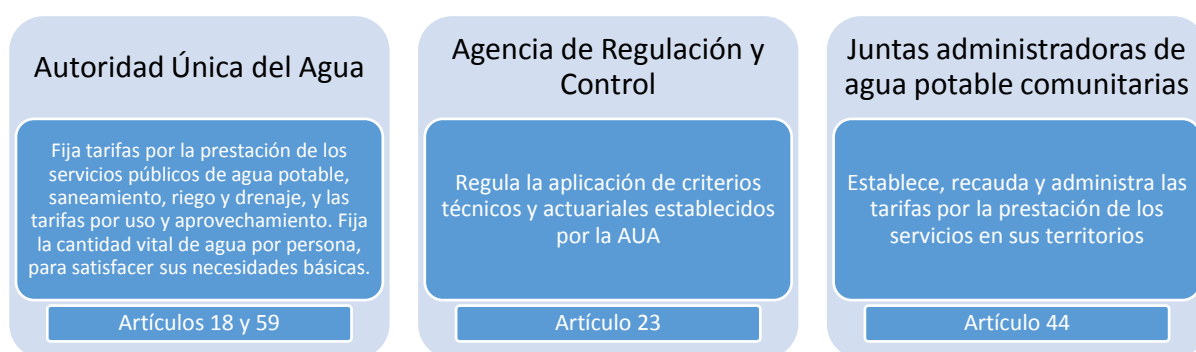 Autoridad Única del Agua
Fija tarifas por la prestación de los
servicios públicos de agua potable,
saneamiento, riego y drenaje, y las
tarifas por uso y aprovechamiento. Fija
la cantidad vital de agua por persona,
para satisfacer sus necesidades básicas.
Artículos 18 y 59
Agencia de Regulación y
Control
Regula la aplicación de criterios
técnicos y actuariales establecidos
por la AUA
Artículo 23
Juntas administradoras de
agua potable comunitarias
Establece, recauda y administra las
tarifas por la prestación de los
servicios en sus territorios
Artículo 44